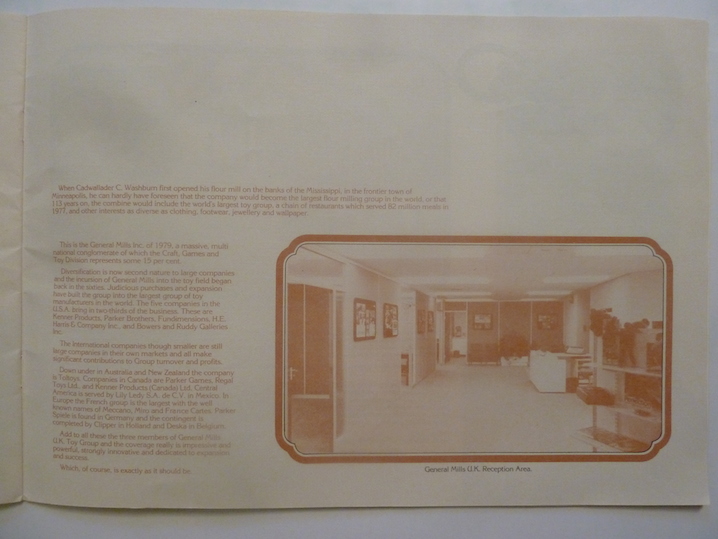 When Cadwallader C. Washburn first opened his flour mill on the banks of the Mississippi, in the frontier town of
Minneapolis, he can hardly have foreseen that the company would become the largest flour milling group in the world, or that
113 years on, the combine would include the world's largest toy group, a chain of restaurants which served 82 million meals in
1977, and other interests as diverse as clothing, footwear, jewellery and wallpaper.
This is the General Mills Inc. of 1979, a massive, multi
national conglomerate of which the Craft, Games and
Toy Division represents some 15 per cent.
Diversification is now second nature to large companies
and the incursion of General Mills into the toy field began
back in the sixties. Judicious purchases and expansion
have built the group into the largest group of toy
manufacturers in the world. The five companies in the
U.S.A. bring in two-thirds of the business. These are
Kenner Products, Parker Brothers, Fundimensions, H.E.
Harris & Company Inc., and Bowers and Ruddy Galleries
Inc.
The International companies though smaller are still
large companies in their own markets and all make
significant contributions to Group turnover and profits.
Down under in Australia and New Zealand the company
is Toltoys. Companies in Canada are Parker Games, Regal
Toys Ltd., and Kenner Products (Canada) Ltd. Central
America is served by Lily Ledy S.A. de C.V. in Mexico. In
Europe the French group is the largest with the well
known names of Meccano, Miro and France Cartes. Parker
Spiele is found in Germany and the contingent is
completed by Clipper in Holland and Deska in Belgium.
Add to all these the three members of General Mills
U.K. Toy Group and the coverage really is impressive and
powerful, strongly innovative and dedicated to expansion
and success.
Which, of course, is exactly as it should be.
General Mills U.K. Reception Area.